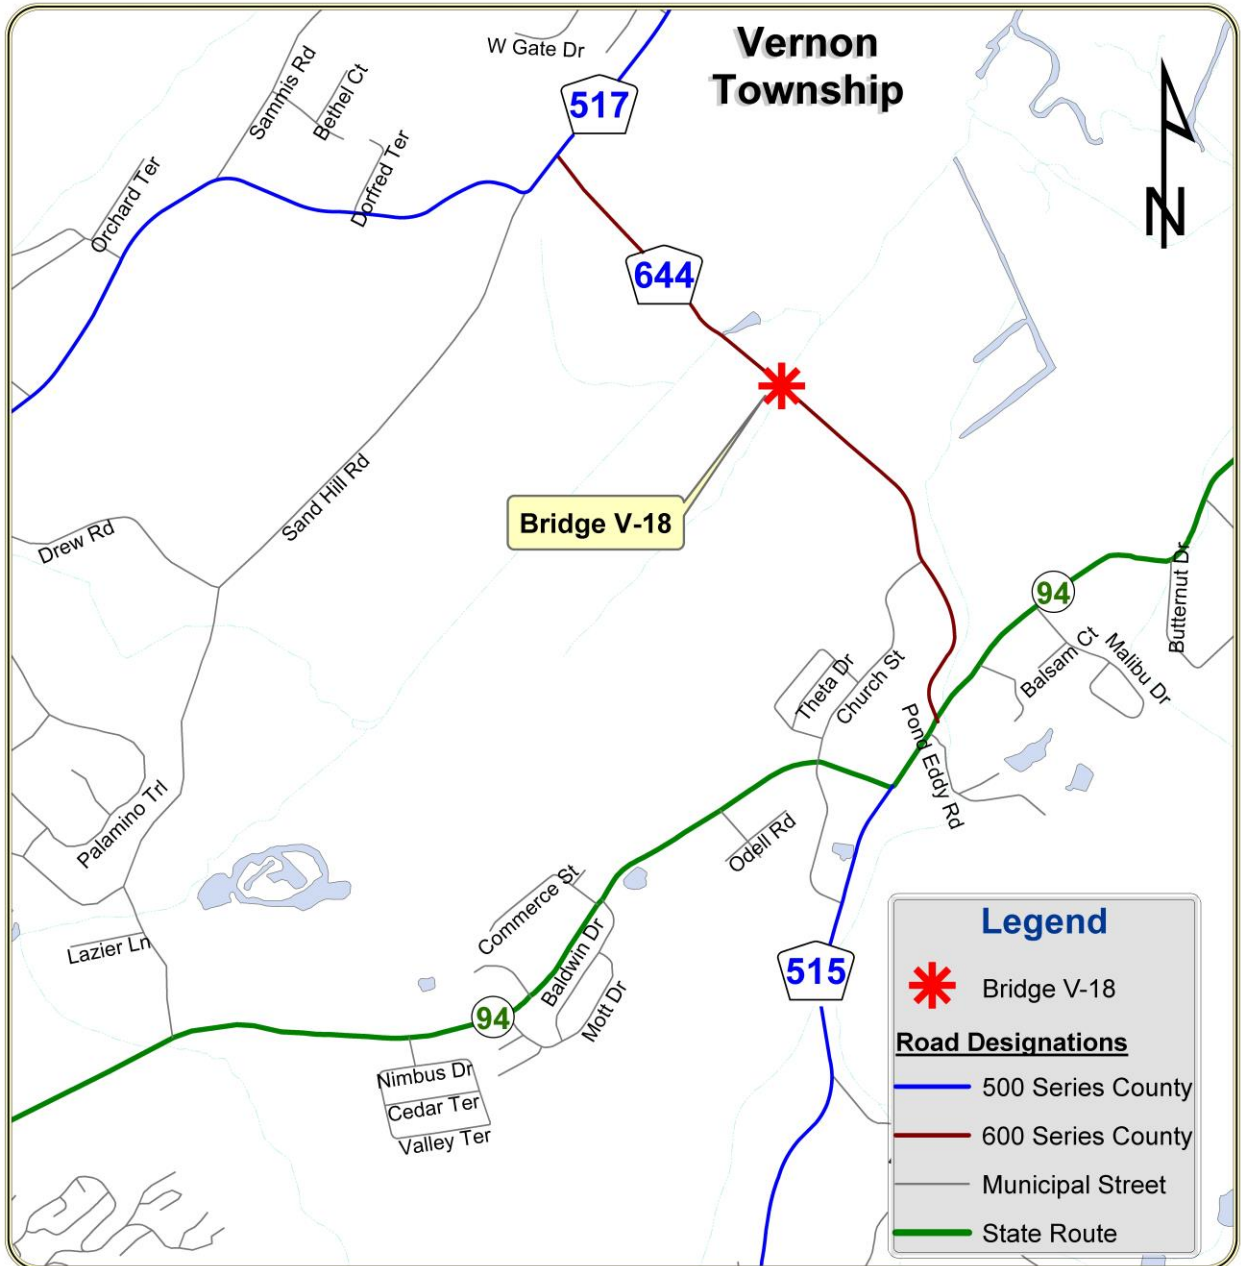 Vernon
Township
W Gate Dr
517
Sammis Rd
Bethel Ct
Dorfred Ter
Orchard Ter
N
644
Sand Hill Rd
Bridge V-18
Drew Rd
94
Butternut Dr
Balsam Ct
Malibu Dr
Theta Dr
Church St
Pond Eddy Rd
Palamino Trl
Odell Rd
Commerce St
Lazier Ln
Baldwin Dr
Mott Dr
94
515
Nimbus Dr
Cedar Ter
Valley Ter
Legend
Bridge V-18
Road Designations
500 Series County
600 Series County
Municipal Street
State Route